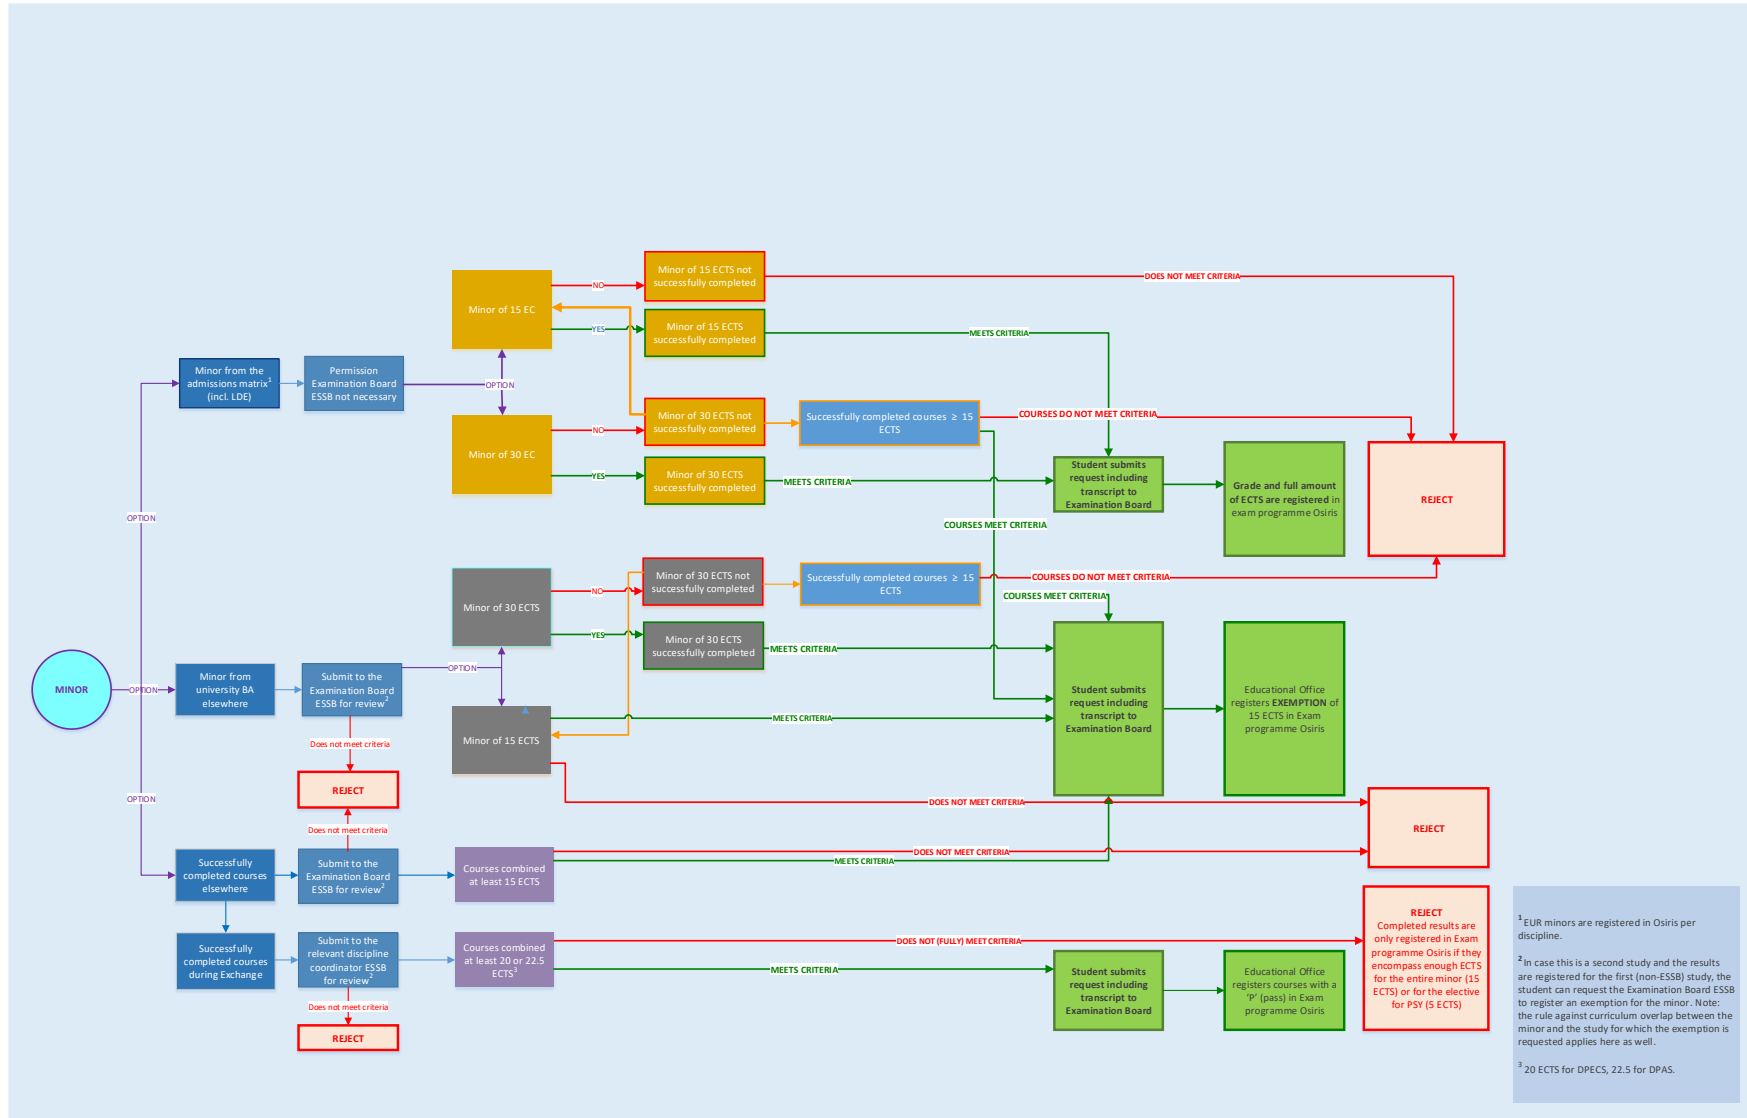 Minor of 15 ECTS not
successfully completed
DOES NOT MEET CRITERIA
NO
Minor of 15 EC
YES
Minor of 15 ECTS
successfully completed
MEETS CRITERIA
Minor from the
admissions matrix1
(incl. LDE)
Permission
Examination Board
ESSB not necessary
OPTION
Minor of 30 ECTS not
successfully completed
Successfully completed courses ≥ 15
ECTS
COURSES DO NOT MEET CRITERIA
NO
Minor of 30 EC
YES
Minor of 30 ECTS
successfully completed
MEETS CRITERIA
Student submits
request including
transcript to
Examination Board
Grade and full amount
of ECTS are registered in
exam programme Osiris
REJECT
OPTION
COURSES MEET CRITERIA
Minor of 30 ECTS not
successfully completed
Successfully completed courses ≥ 15
ECTS
COURSES DO NOT MEET CRITERIA
COURSES MEET CRITERIA
Minor of 30 ECTS
NO
YES
Minor of 30 ECTS
successfully completed
MEETS CRITERIA
MINOR
OPTION
Minor from
university BA
elsewhere
Submit to the
Examination Board
ESSB for review2
OPTION
Minor of 15 ECTS
MEETS CRITERIA
Student submits
request including
transcript to
Examination Board
Educational Office
registers EXEMPTION of
15 ECTS in Exam
programme Osiris
Does not meet criteria
REJECT
OPTION
DOES NOT MEET CRITERIA
REJECT
Does not meet criteria
Successfully
completed courses
elsewhere
Submit to the
Examination Board
ESSB for review2
Courses combined
at least 15 ECTS
DOES NOT MEET CRITERIA
MEETS CRITERIA
Successfully
completed courses
during Exchange
Submit to the
relevant discipline
coordinator ESSB
for review2
Courses combined
at least 20 or 22.5
ECTS3
DOES NOT (FULLY) MEET CRITERIA
MEETS CRITERIA
Student submits
request including
transcript to
Examination Board
Educational Office
registers courses with a
‘P’ (pass) in Exam
programme Osiris
REJECT
Completed results are
only registered in Exam
programme Osiris if they
encompass enough ECTS
for the entire minor (15
ECTS) or for the elective
for PSY (5 ECTS)
Does not meet criteria
REJECT
1 EUR minors are registered in Osiris per
discipline.
2 In case this is a second study and the results
are registered for the first (non-ESSB) study, the
student can request the Examination Board ESSB
to register an exemption for the minor. Note:
the rule against curriculum overlap between the
minor and the study for which the exemption is
requested applies here as well.
3 20 ECTS for DPECS, 22.5 for DPAS.